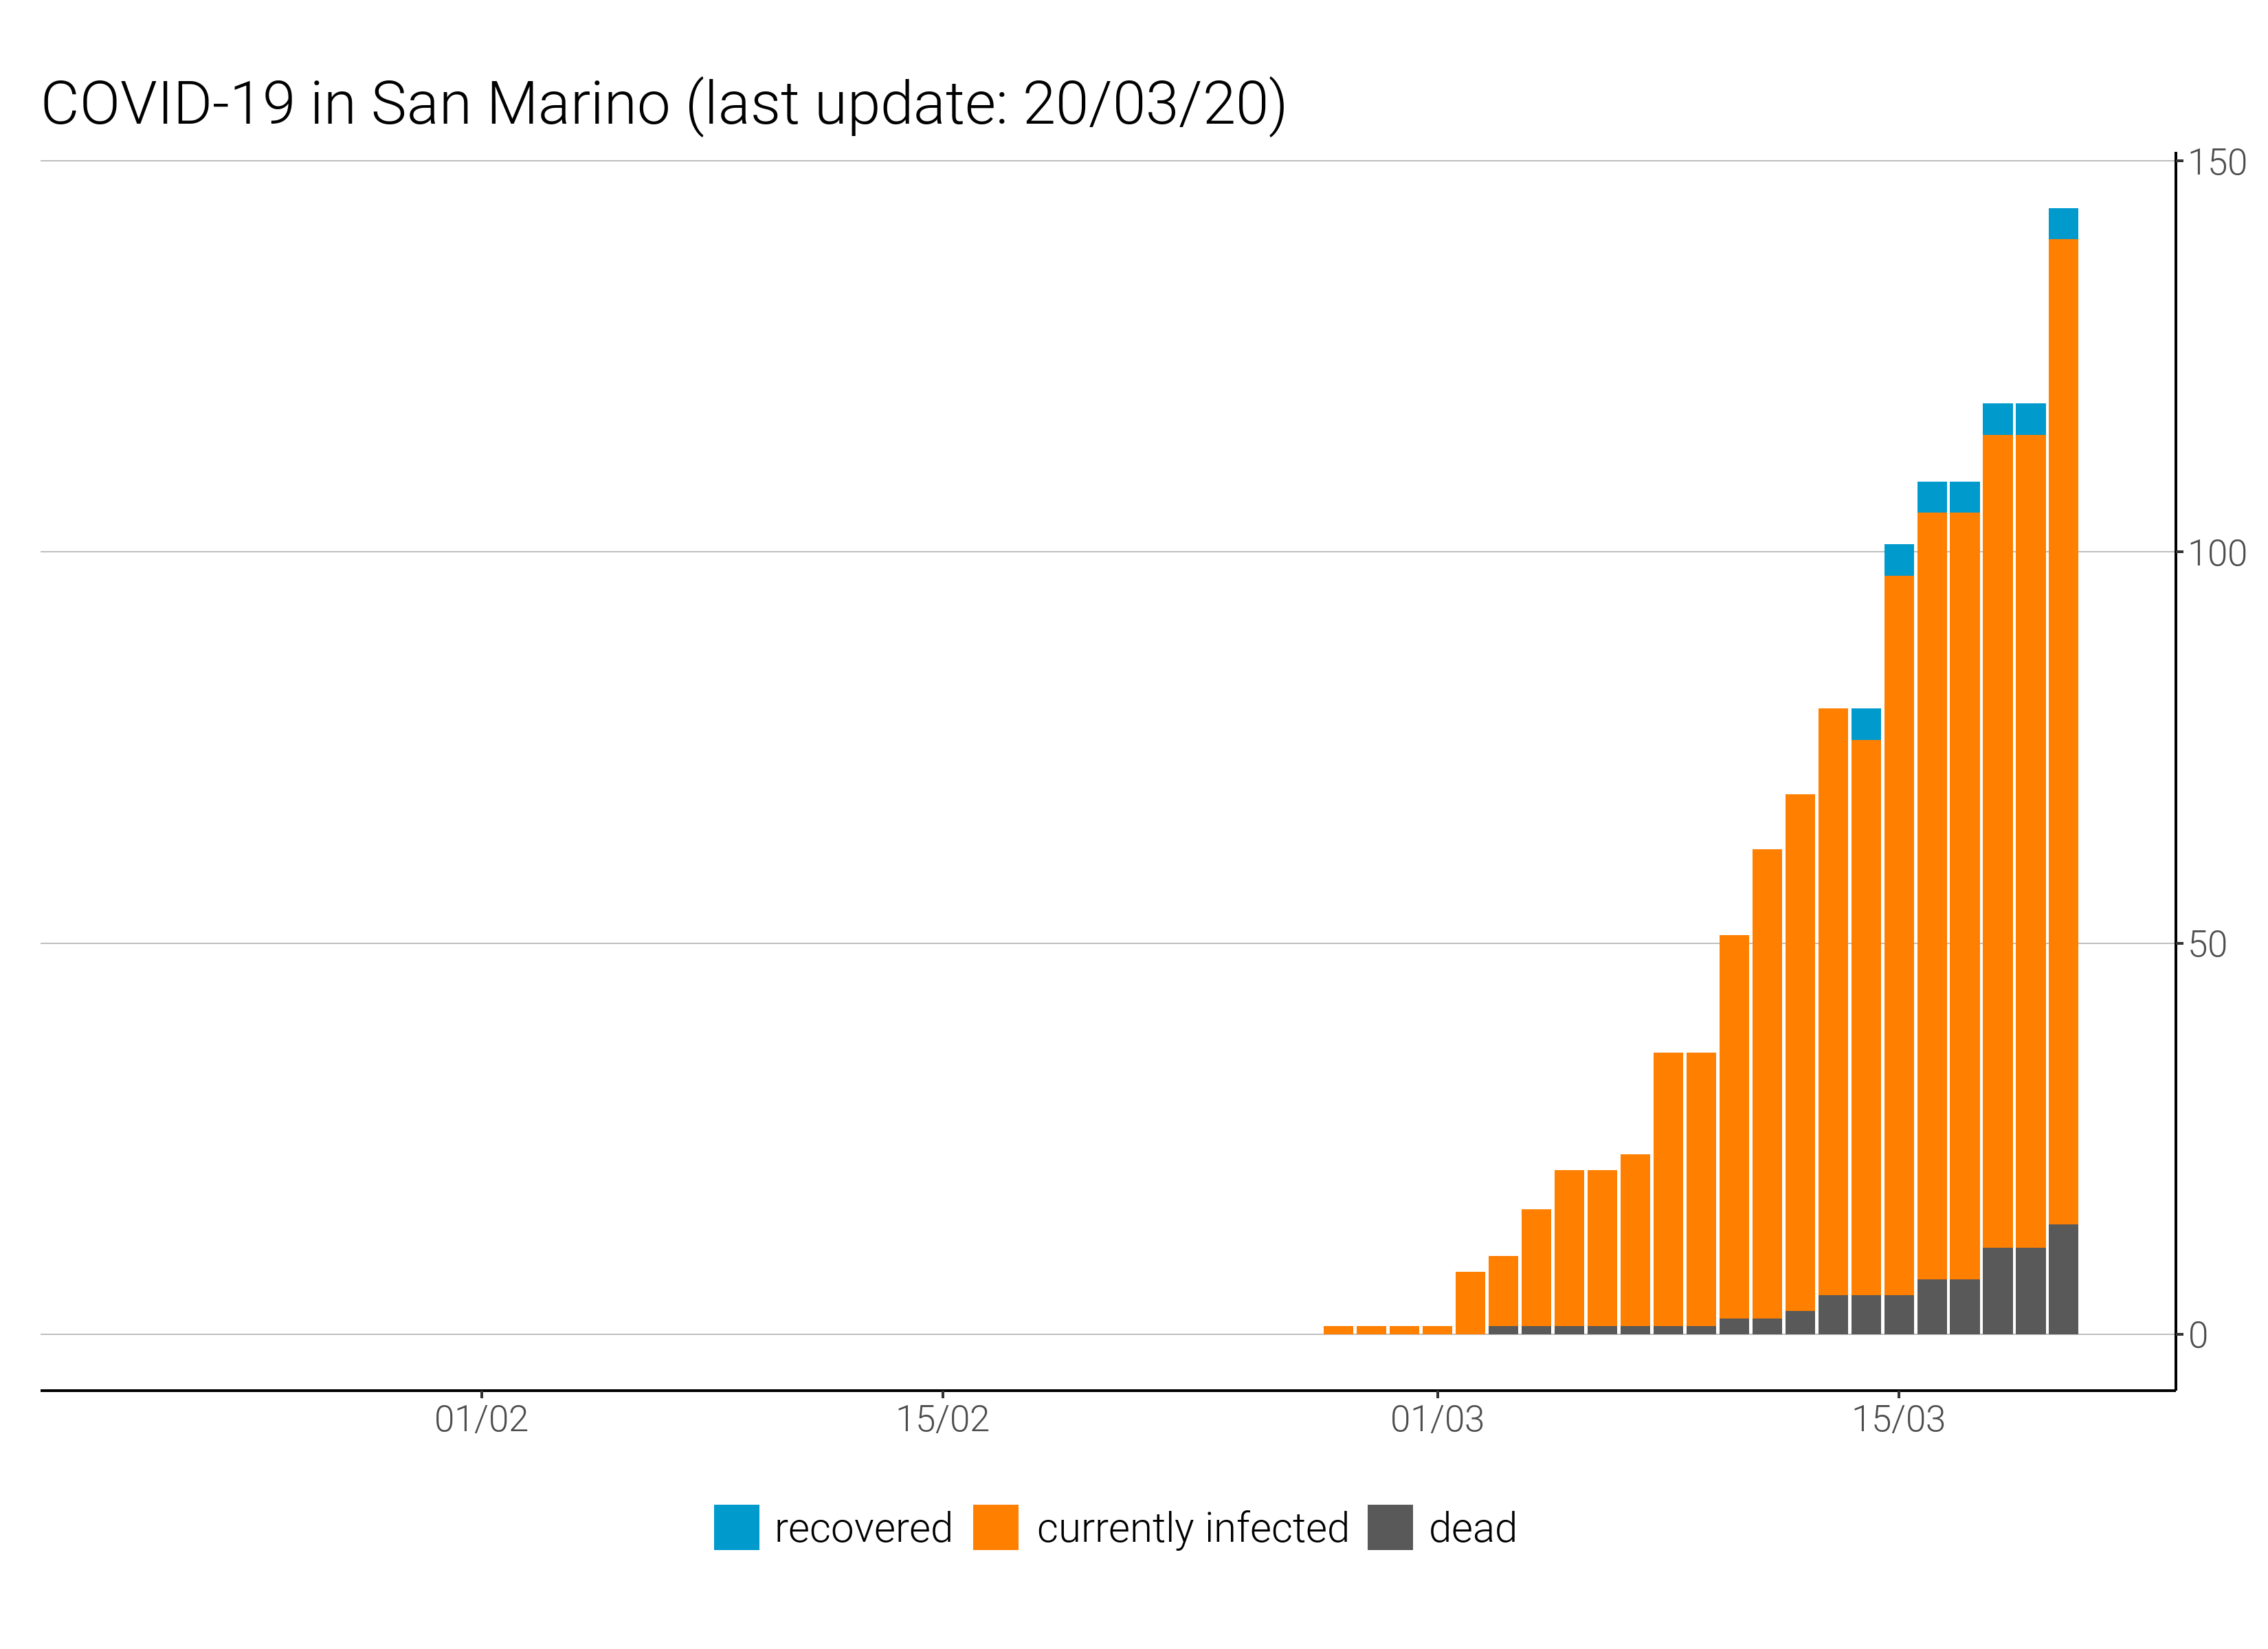 COVID-19 in San Marino (last update: 20/03/20)
150
100
50
0
01/02 15/02 01/03 15/03
recovered currently infected dead